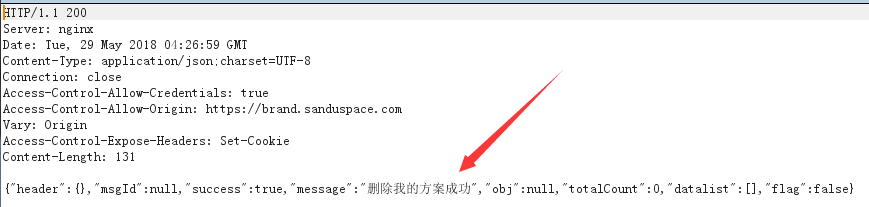 HTTP/1.1 200
Server: nginx
Date: Tue, 29 May 2018 04:26:59 GMT
Content-Type: application/json;charset=UTF-8
Connection: close
Access-Control-Allow-Credentials: true
Access-Control-Allow-Origin: https://brand.sanduspace.com
Vary: Origin
Access-Control-Expose-Headers: Set-Cookie
Content-Length: 131
{"header":{},"msgId":null,"success":true,"message":"删除我的方案成功","obj":null,"totalCount":0,"datalist":[],"flag":false}